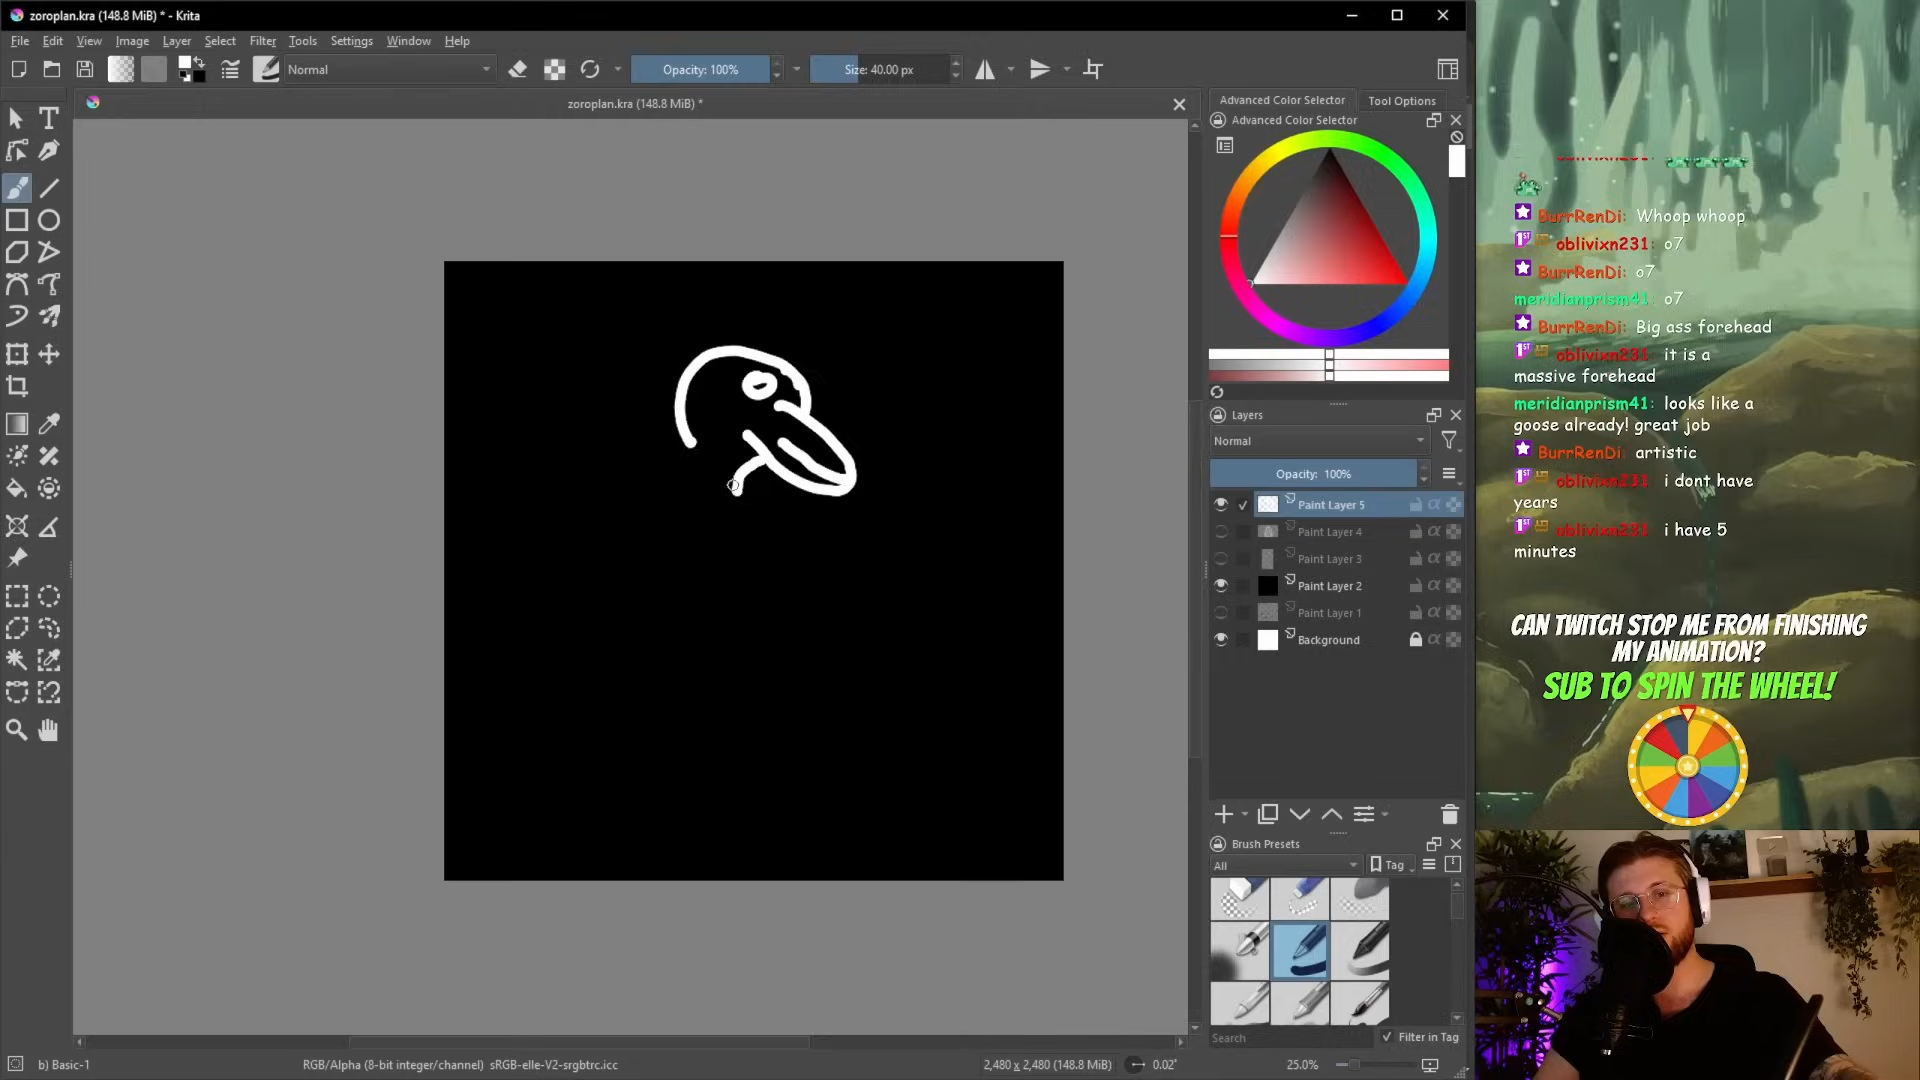 zoroplan.kra (148.8 MiB) * - Krita
File Edit View Image Layer Select Filter Tools Settings Window Help
Normal
Opacity: 100%
Size: 40.00 px
zoroplan.kra (148.8 MiB) *
Advanced Color Selector
Tool Options
Advanced Color Selector
Layers
Normal
Opacity: 100%
Paint Layer 5
Paint Layer 4
Paint Layer 3
Paint Layer 2
Paint Layer 1
Background
Brush Presets
All
Tag
Search
Filter in Tag
b) Basic-1
RGB/Alpha (8-bit integer/channel) sRGB-elle-V2-srgbtrc.icc
2,480 x 2,480 (148.8 MiB)
0.02°
25.0%
BurrRenDi: Whoop whoop
oblivixn231: o7
BurrRenDi: o7
meridianprism41: o7
BurrRenDi: Big ass forehead
oblivixn231: it is a
massive forehead
meridianprism41: looks like a
goose already! great job
BurrRenDi: artistic
oblivixn231: i dont have
years
oblivixn231: i have 5
minutes
CAN TWITCH STOP ME FROM FINISHING
MY ANIMATION?
SUB TO SPIN THE WHEEL!